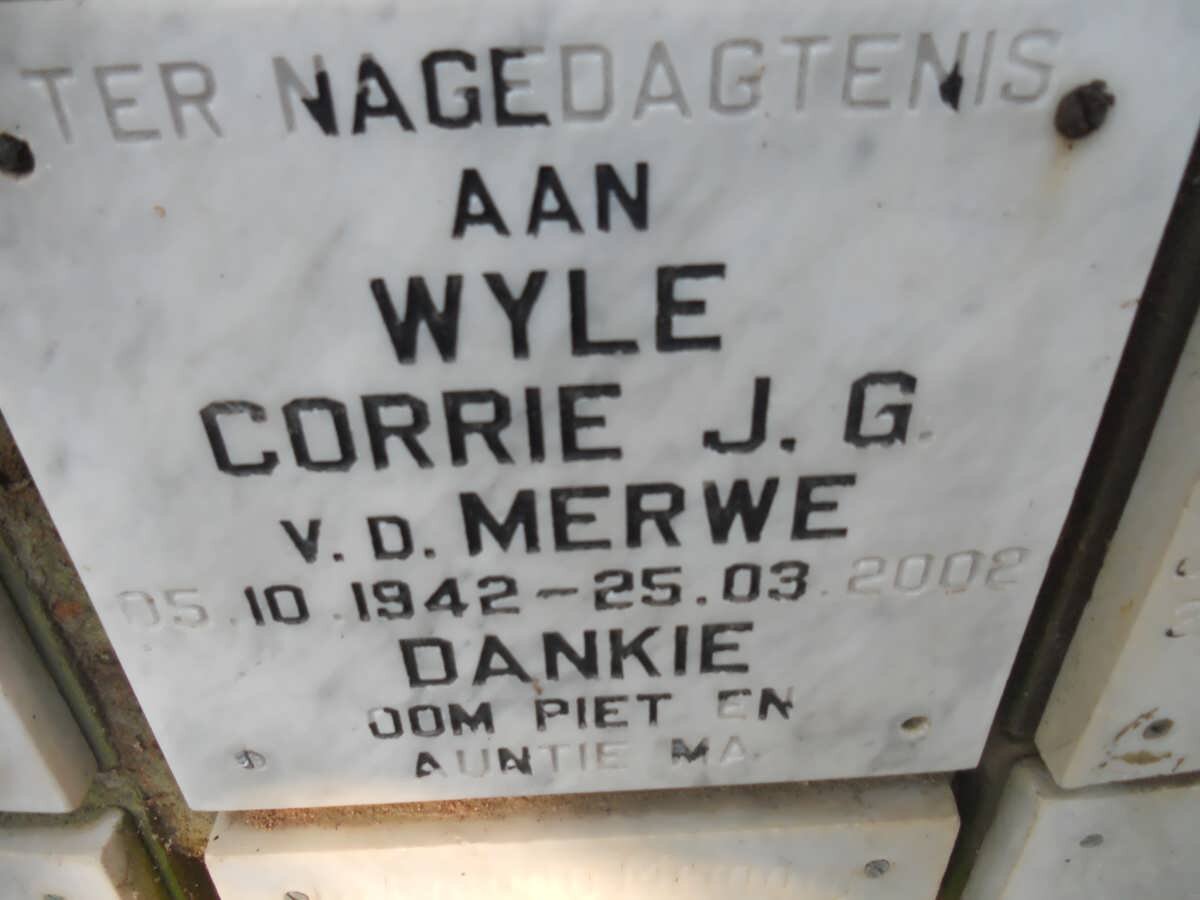 TER NAGEDAGTENIS
AAN
WYLE
CORRIE J. G.
V. D. MERWE
05.10.1942-25.03.2002
DANKIE
OOM PIET EN
AUNTIE MA.